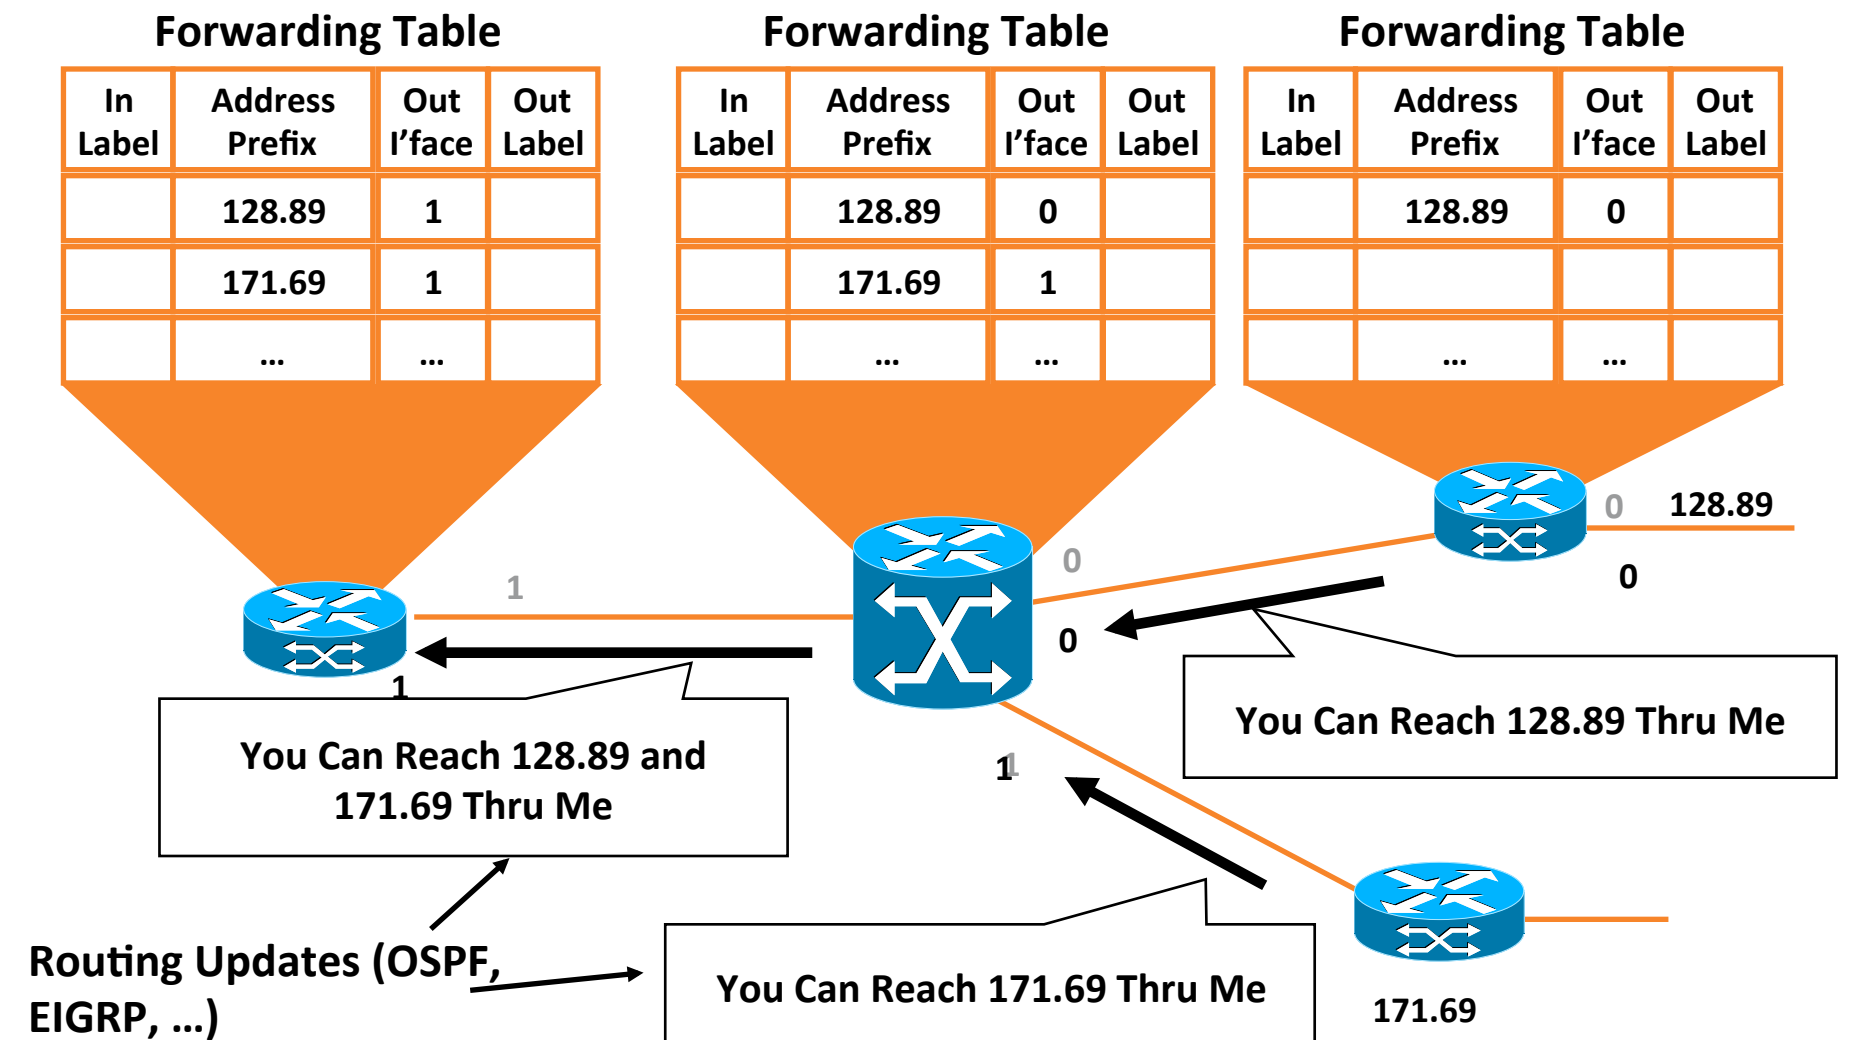 Forwarding Table
In Label Address Prefix Out I’face Out Label
128.89 1
171.69 1
... ...
Forwarding Table
In Label Address Prefix Out I’face Out Label
128.89 0
171.69 1
... ...
Forwarding Table
In Label Address Prefix Out I’face Out Label
128.89 0
... ...
0 128.89
0
0
0
1
1
1
1
You Can Reach 128.89 Thru Me
You Can Reach 128.89 and
171.69 Thru Me
Routing Updates (OSPF,
EIGRP, ...)
You Can Reach 171.69 Thru Me
171.69